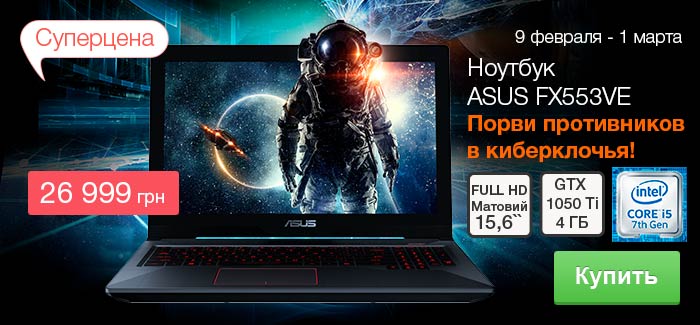 Суперцена
9 февраля - 1 марта
Ноутбук
ASUS FX553VE
Порви противников
в киберклочья!
26 999 грн
FULL HD
Матовий
15,6``
GTX
1050 Ti
4 ГБ
intel
CORE i5
7th Gen
ASUS
Купить